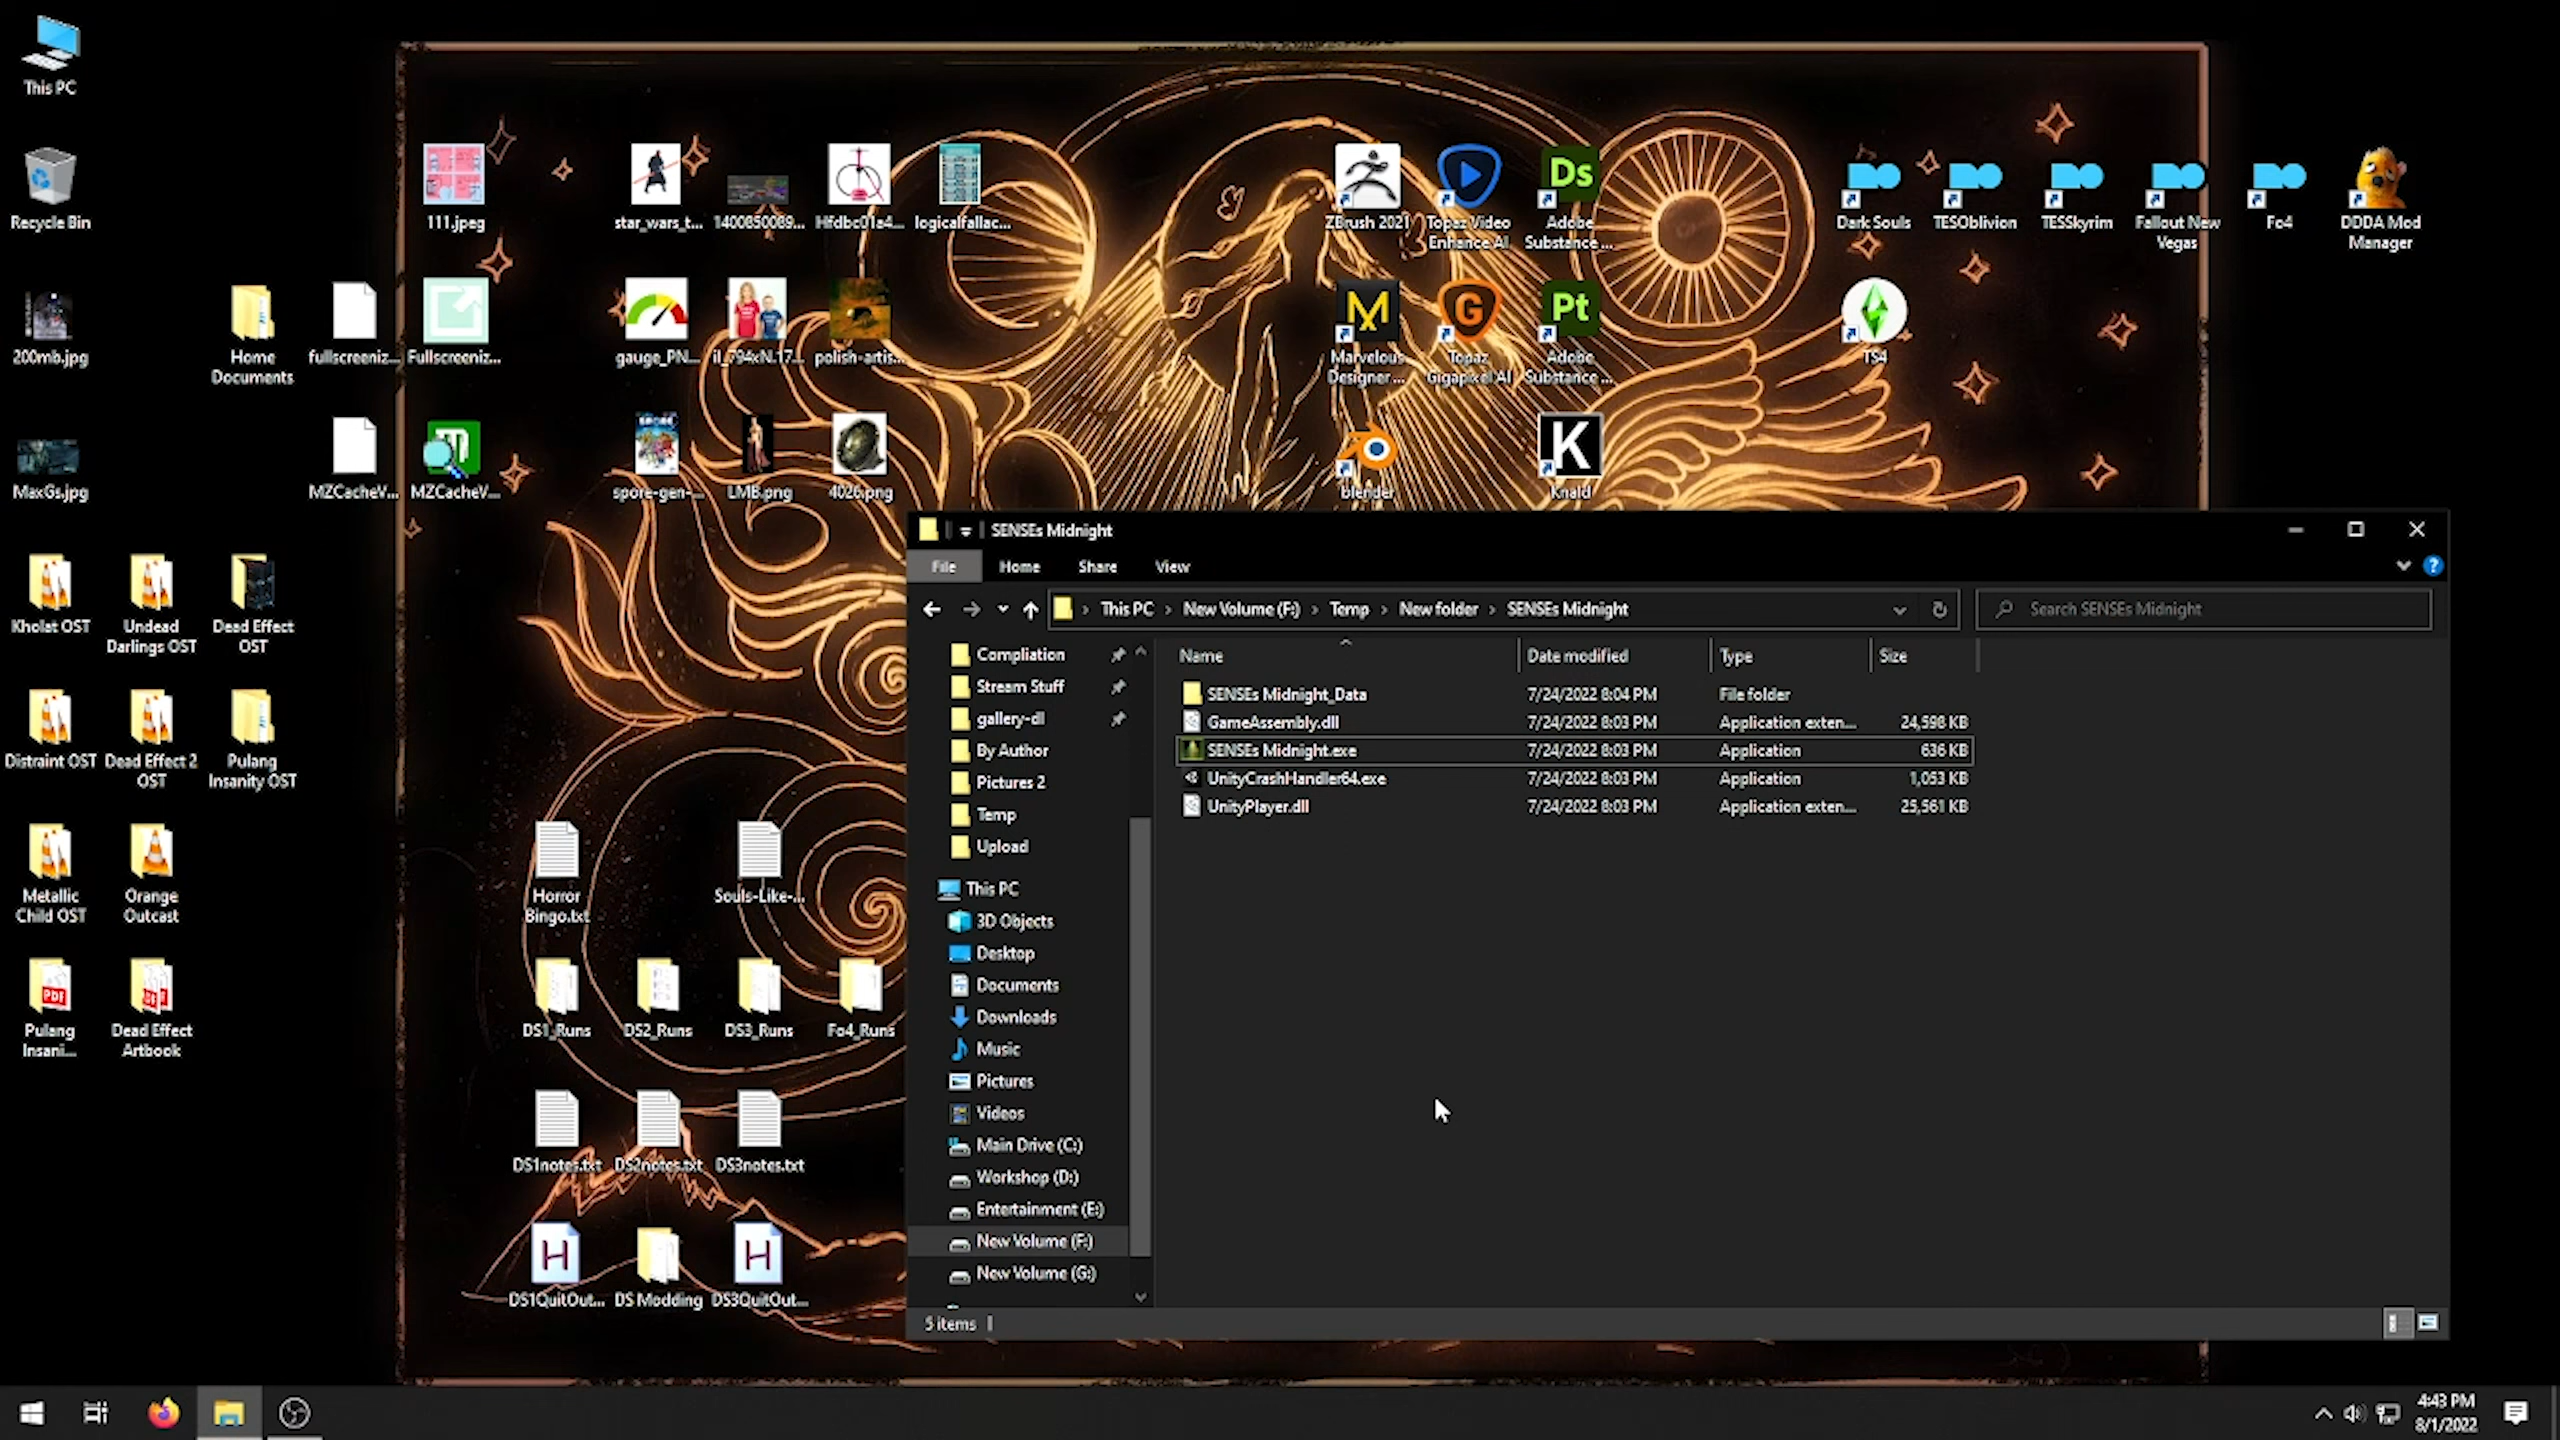 This PC
Recycle Bin
111.jpeg
star_wars_t...
1400850089...
Hfdbc01a4...
logicalfallac...
ZBrush 2021
Topaz Video
Enhance AI
Adobe
Substance ...
Dark Souls
TESOblivion
TESSkyrim
Fallout New
Vegas
Fo4
DDDA Mod
Manager
200mb.jpg
Home
Documents
fullscreeniz...
Fullscreeniz...
gauge_PN...
il_794xN.17...
polish-artis...
Marvelous
Designer ...
Topaz
Gigapixel AI
Adobe
Substance ...
TS4
MaxGs.jpg
MZCacheV...
MZCacheV...
spore-gen-...
LMB.png
4026.png
blender
Knald
Kholat OST
Undead
Darlings OST
Dead Effect
OST
Distraint OST
Dead Effect 2
OST
Pulang
Insanity OST
Metallic
Child OST
Orange
Outcast
Horror
Bingo.txt
Souls-Like-...
Pulang
Insani...
Dead Effect
Artbook
DS1_Runs
DS2_Runs
DS3_Runs
Fo4_Runs
DS1notes.txt
DS2notes.txt
DS3notes.txt
DS1QuitOut...
DS Modding
DS3QuitOut...
SENSEs Midnight
File Home Share View
This PC › New Volume (F:) › Temp › New folder › SENSEs Midnight
Search SENSEs Midnight
Compliation
Stream Stuff
gallery-dl
By Author
Pictures 2
Temp
Upload
This PC
3D Objects
Desktop
Documents
Downloads
Music
Pictures
Videos
Main Drive (C:)
Workshop (D:)
Entertainment (E:)
New Volume (F:)
New Volume (G:)
Name Date modified Type Size
SENSEs Midnight_Data 7/24/2022 8:04 PM File folder
GameAssembly.dll 7/24/2022 8:03 PM Application exten... 24,598 KB
SENSEs Midnight.exe 7/24/2022 8:03 PM Application 636 KB
UnityCrashHandler64.exe 7/24/2022 8:03 PM Application 1,053 KB
UnityPlayer.dll 7/24/2022 8:03 PM Application exten... 25,561 KB
5 items
4:43 PM
8/1/2022